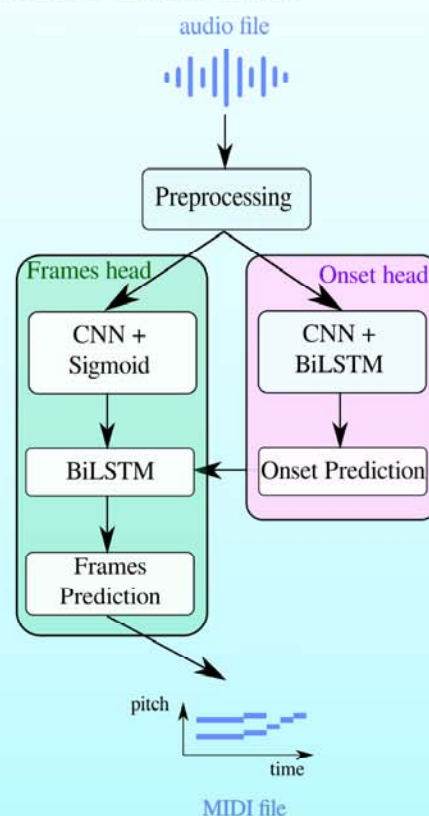 audio file
Preprocessing
Frames head
Onset head
CNN +
Sigmoid
CNN +
BiLSTM
BiLSTM
Onset Prediction
Frames
Prediction
pitch
time
MIDI file